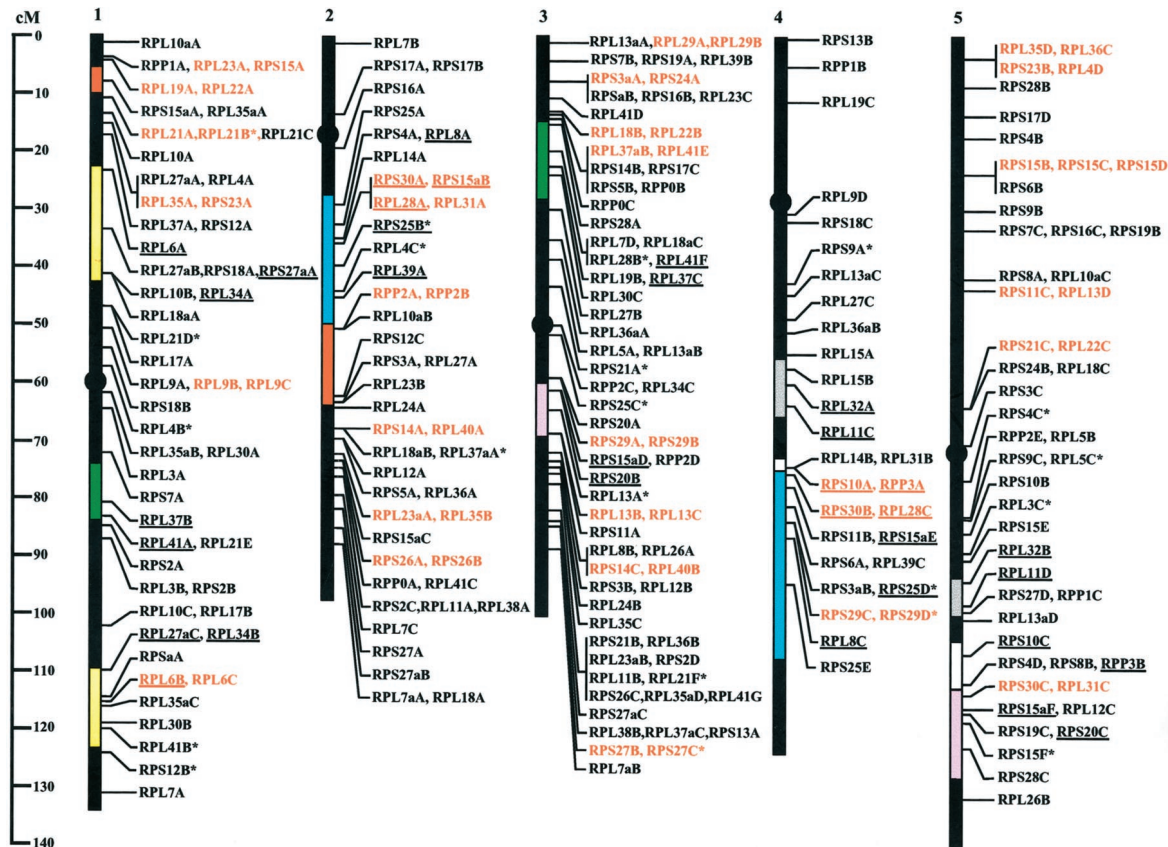 cM
0
10
20
30
40
50
60
70
80
90
100
110
120
130
140
1
RPL10aA
RPP1A, RPL23A, RPS15A
RPL19A, RPL22A
RPS15aA, RPL35aA
RPL21A,RPL21B*,RPL21C
RPL10A
RPL27aA, RPL4A
RPL35A, RPS23A
RPL37A, RPS12A
RPL6A
RPL27aB,RPS18A,RPS27aA
RPL10B, RPL34A
RPL18aA
RPL21D*
RPL17A
RPL9A, RPL9B, RPL9C
RPS18B
RPL4B*
RPL35aB, RPL30A
RPL3A
RPS7A
RPL37B
RPL41A, RPL21E
RPS2A
RPL3B, RPS2B
RPL10C, RPL17B
RPL27aC, RPL34B
RPSaA
RPL6B, RPL6C
RPL35aC
RPL30B
RPL41B*
RPS12B*
RPL7A
2
RPL7B
RPS17A, RPS17B
RPS16A
RPS25A
RPS4A, RPL8A
RPL14A
RPS30A, RPS15aB
RPL28A, RPL31A
RPS25B*
RPL4C*
RPL39A
RPP2A, RPP2B
RPL10aB
RPS12C
RPS3A, RPL27A
RPL23B
RPL24A
RPS14A, RPL40A
RPL18aB, RPL37aA*
RPL12A
RPS5A, RPL36A
RPL23aA, RPL35B
RPS15aC
RPS26A, RPS26B
RPP0A, RPL41C
RPS2C,RPL11A,RPL38A
RPL7C
RPS27A
RPS27aB
RPL7aA, RPL18A
3
RPL13aA, RPL29A,RPL29B
RPS7B, RPS19A, RPL39B
RPS3aA, RPS24A
RPSaB, RPS16B, RPL23C
RPL41D
RPL18B, RPL22B
RPL37aB, RPL41E
RPS14B, RPS17C
RPS5B, RPP0B
RPP0C
RPS28A
RPL7D, RPL18aC
RPL28B*, RPL41F
RPL19B, RPL37C
RPL30C
RPL27B
RPL36aA
RPL5A, RPL13aB
RPS21A*
RPP2C, RPL34C
RPS25C*
RPS20A
RPS29A, RPS29B
RPS15aD, RPP2D
RPS20B
RPL13A*
RPL13B, RPL13C
RPS11A
RPL8B, RPL26A
RPS14C, RPL40B
RPS3B, RPL12B
RPL24B
RPL35C
RPS21B, RPL36B
RPL23aB, RPS2D
RPL11B, RPL21F*
RPS26C,RPL35aD,RPL41G
RPS27aC
RPL38B,RPL37aC,RPS13A
RPS27B, RPS27C*
RPL7aB
4
RPS13B
RPP1B
RPL19C
RPL9D
RPS18C
RPS9A*
RPL13aC
RPL27C
RPL36aB
RPL15A
RPL15B
RPL32A
RPL11C
RPL14B, RPL31B
RPS10A, RPP3A
RPS30B, RPL28C
RPS11B, RPS15aE
RPS6A, RPL39C
RPS3aB, RPS25D*
RPS29C, RPS29D*
RPL8C
RPS25E
5
RPL35D, RPL36C
RPS23B, RPL4D
RPS28B
RPS17D
RPS4B
RPS15B, RPS15C, RPS15D
RPS6B
RPS9B
RPS7C, RPS16C, RPS19B
RPS8A, RPL10aC
RPS11C, RPL13D
RPS21C, RPL22C
RPS24B, RPL18C
RPS3C
RPS4C*
RPP2E, RPL5B
RPS9C, RPL5C*
RPS10B
RPL3C*
RPS15E
RPL32B
RPL11D
RPS27D, RPP1C
RPL13aD
RPS10C
RPS4D, RPS8B, RPP3B
RPS30C, RPL31C
RPS15aF, RPL12C
RPS19C, RPS20C
RPS15F*
RPS28C
RPL26B